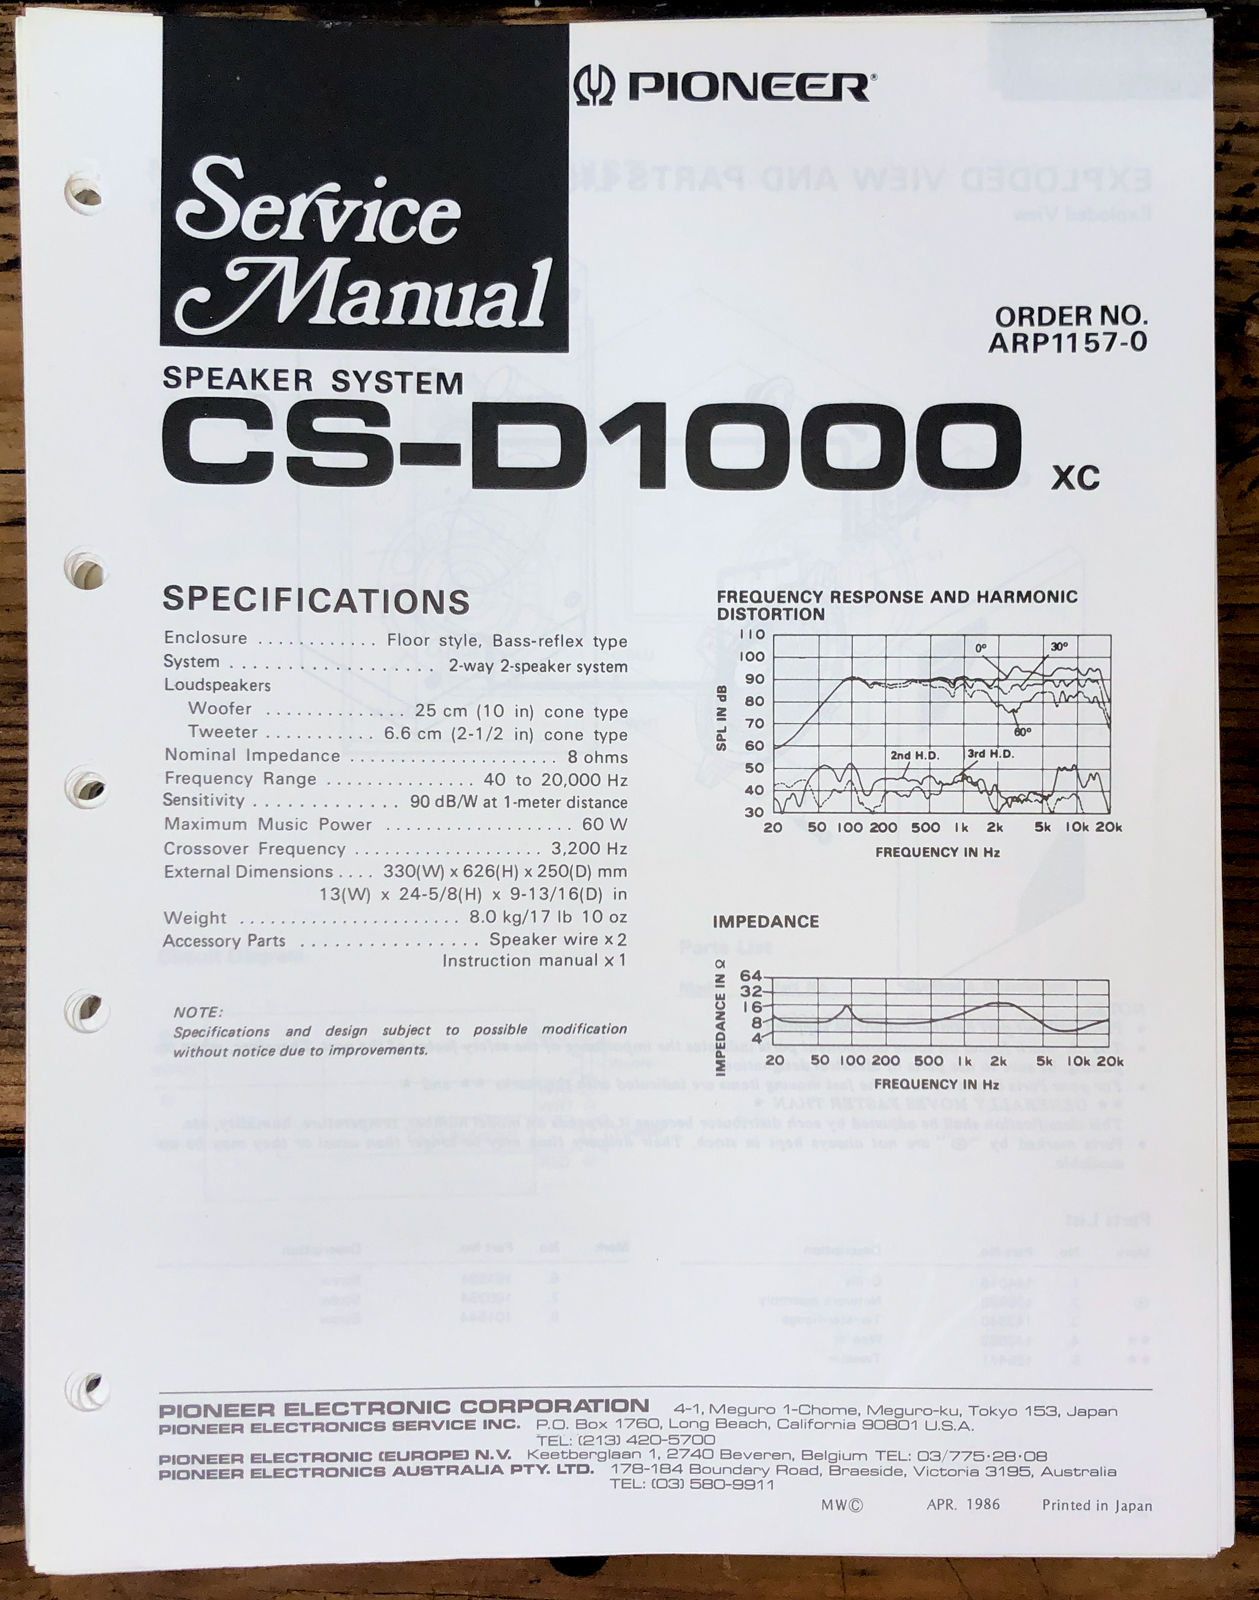 PIONEER®
Service
Manual
ORDER NO.
ARP1157-0
SPEAKER SYSTEM
CS-D1000 XC
SPECIFICATIONS
Enclosure ............ Floor style, Bass-reflex type
System .................. 2-way 2-speaker system
Loudspeakers
Woofer .............. 25 cm (10 in) cone type
Tweeter ........... 6.6 cm (2-1/2 in) cone type
Nominal Impedance ..................... 8 ohms
Frequency Range ............... 40 to 20,000 Hz
Sensitivity .............. 90 dB/W at 1-meter distance
Maximum Music Power ................... 60 W
Crossover Frequency ................... 3,200 Hz
External Dimensions .... 330(W) x 626(H) x 250(D) mm
13(W) x 24-5/8(H) x 9-13/16(D) in
Weight ...................... 8.0 kg/17 lb 10 oz
Accessory Parts ................ Speaker wire x 2
Instruction manual x 1
NOTE:
Specifications and design subject to possible modification
without notice due to improvements.
FREQUENCY RESPONSE AND HARMONIC
DISTORTION
SPL IN dB
110
100
90
80
70
60
50
40
30
0°
30°
60°
2nd H.D.
3rd H.D.
20 50 100 200 500 1k 2k 5k 10k 20k
FREQUENCY IN Hz
IMPEDANCE
IMPEDANCE IN Ω
64
32
16
8
4
20 50 100 200 500 1k 2k 5k 10k 20k
FREQUENCY IN Hz
PIONEER ELECTRONIC CORPORATION 4-1, Meguro 1-Chome, Meguro-ku, Tokyo 153, Japan
PIONEER ELECTRONICS SERVICE INC. P.O. Box 1760, Long Beach, California 90801 U.S.A.
TEL: (213) 420-5700
PIONEER ELECTRONIC (EUROPE) N.V. Keetberglaan 1, 2740 Beveren, Belgium TEL: 03/775·28·08
PIONEER ELECTRONICS AUSTRALIA PTY. LTD. 178-184 Boundary Road, Braeside, Victoria 3195, Australia
TEL: (03) 580-9911
MW© APR. 1986 Printed in Japan